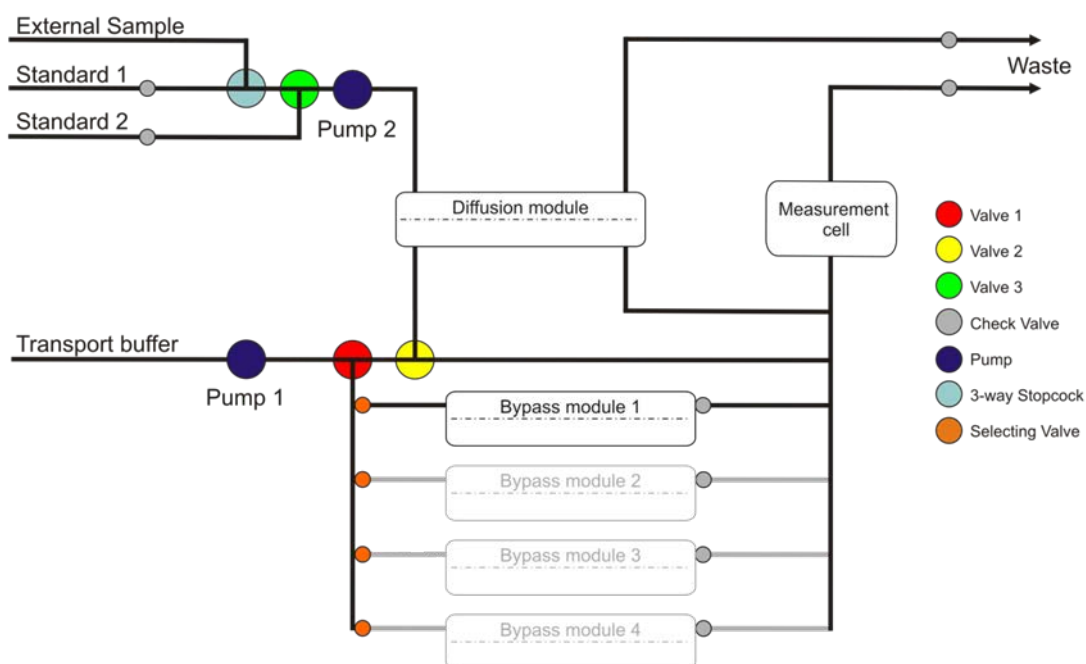 External Sample
Standard 1
Standard 2
Pump 2
Waste
Diffusion module
Measurement
cell
Valve 1
Valve 2
Valve 3
Check Valve
Pump
3-way Stopcock
Selecting Valve
Transport buffer
Pump 1
Bypass module 1
Bypass module 2
Bypass module 3
Bypass module 4